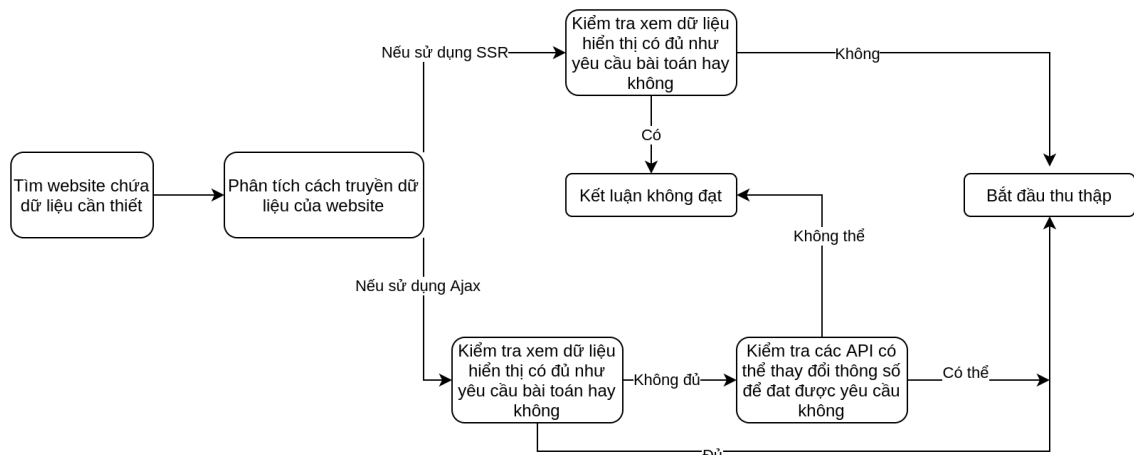 Kiểm tra xem dữ liệu
hiển thị có đủ như
yêu cầu bài toán hay
không
Nếu sử dụng SSR
Không
Có
Tìm website chứa
dữ liệu cần thiết
Phân tích cách truyền dữ
liệu của website
Kết luận không đạt
Bắt đầu thu thập
Không thể
Nếu sử dụng Ajax
Kiểm tra xem dữ liệu
hiển thị có đủ như
yêu cầu bài toán hay
không
Không đủ
Kiểm tra các API có
thể thay đổi thông số
để đat được yêu cầu
không
Có thể
Đủ